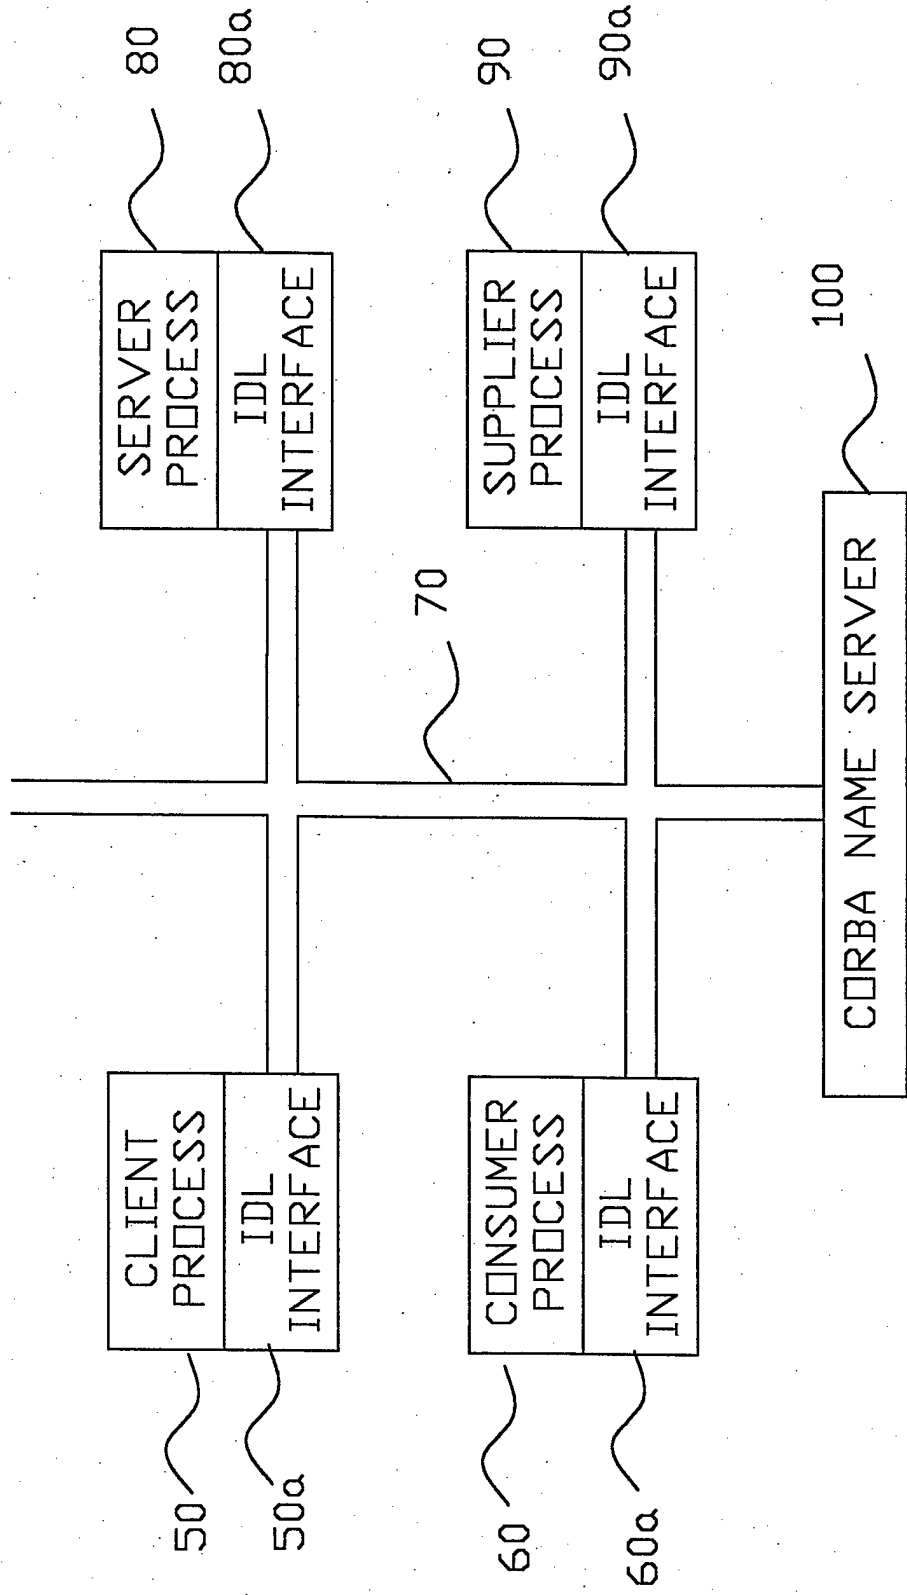 50
CLIENT
PROCESS
50a
IDL
INTERFACE
SERVER
PROCESS
80
IDL
INTERFACE
80a
70
60
CONSUMER
PROCESS
60a
IDL
INTERFACE
SUPPLIER
PROCESS
90
IDL
INTERFACE
90a
CORBA NAME SERVER
100